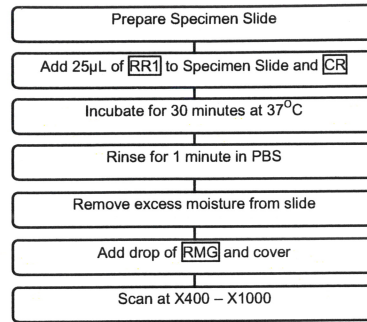 Prepare Specimen Slide
Add 25µL of RR1 to Specimen Slide and CR
Incubate for 30 minutes at 37°C
Rinse for 1 minute in PBS
Remove excess moisture from slide
Add drop of RMG and cover
Scan at X400 – X1000